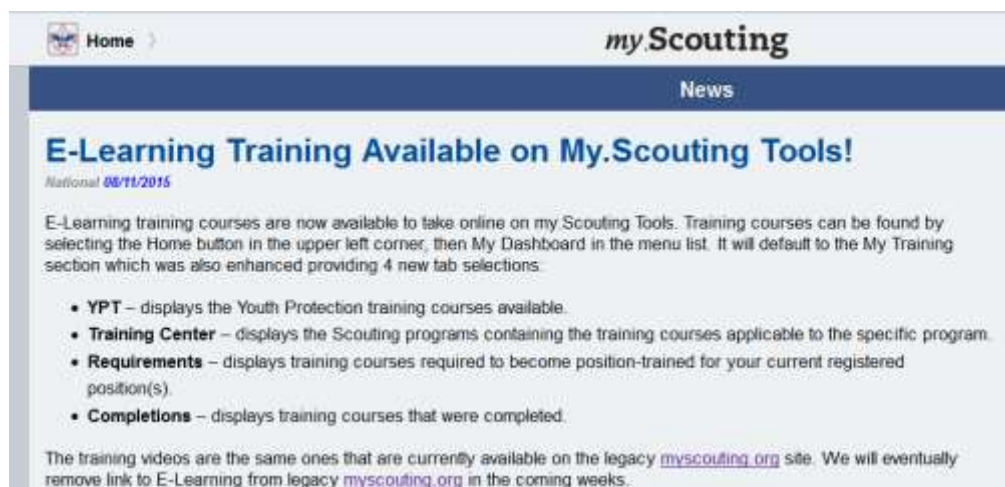 Home
my.Scouting
News
E-Learning Training Available on My.Scouting Tools!
National 08/11/2015
E-Learning training courses are now available to take online on my.Scouting Tools. Training courses can be found by
selecting the Home button in the upper left corner, then My Dashboard in the menu list. It will default to the My Training
section which was also enhanced providing 4 new tab selections:
• YPT – displays the Youth Protection training courses available.
• Training Center – displays the Scouting programs containing the training courses applicable to the specific program.
• Requirements – displays training courses required to become position-trained for your current registered
position(s).
• Completions – displays training courses that were completed.
The training videos are the same ones that are currently available on the legacy myscouting.org site. We will eventually
remove link to E-Learning from legacy myscouting.org in the coming weeks.